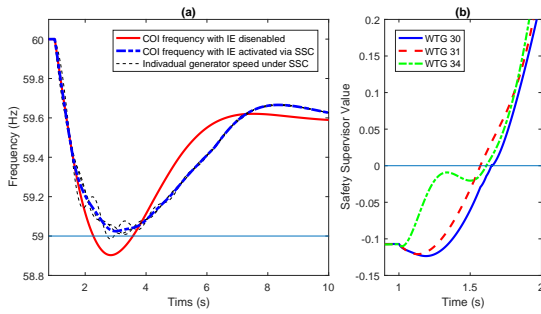 (a)
COI frequency with IE disenabled
COI frequency with IE activated via SSC
Indivadual generator speed under SSC
Frequency (Hz)
60
59.8
59.6
59.4
59.2
59
58.8
2
4
6
8
10
Tims (s)
(b)
WTG 30
WTG 31
WTG 34
Safety Supervisor Value
0.2
0.15
0.1
0.05
0
-0.05
-0.1
-0.15
1
1.5
2
Time (s)